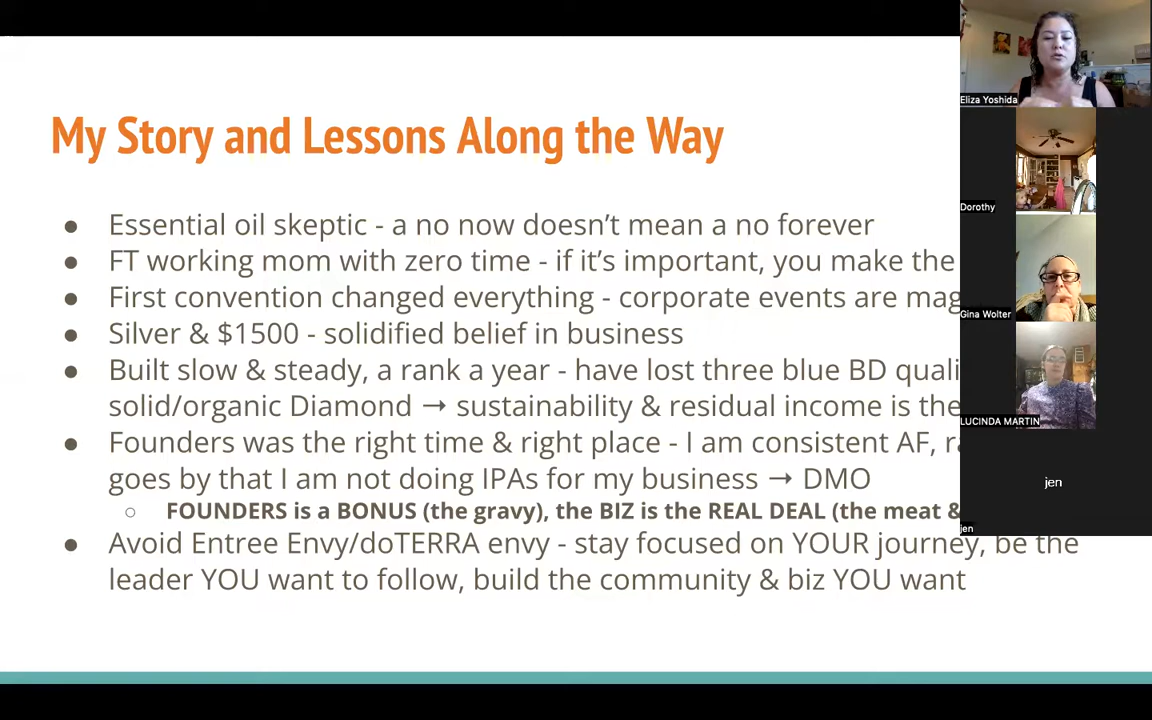 My Story and Lessons Along the Way
Essential oil skeptic - a no now doesn’t mean a no forever
FT working mom with zero time - if it’s important, you make the
First convention changed everything - corporate events are mag
Silver & $1500 - solidified belief in business
Built slow & steady, a rank a year - have lost three blue BD quali
solid/organic Diamond → sustainability & residual income is the
Founders was the right time & right place - I am consistent AF, ra
goes by that I am not doing IPAs for my business → DMO
FOUNDERS is a BONUS (the gravy), the BIZ is the REAL DEAL (the meat &
Avoid Entree Envy/doTERRA envy - stay focused on YOUR journey, be the
leader YOU want to follow, build the community & biz YOU want
Eliza Yoshida
Dorothy
Gina Wolter
LUCINDA MARTIN
jen
jen